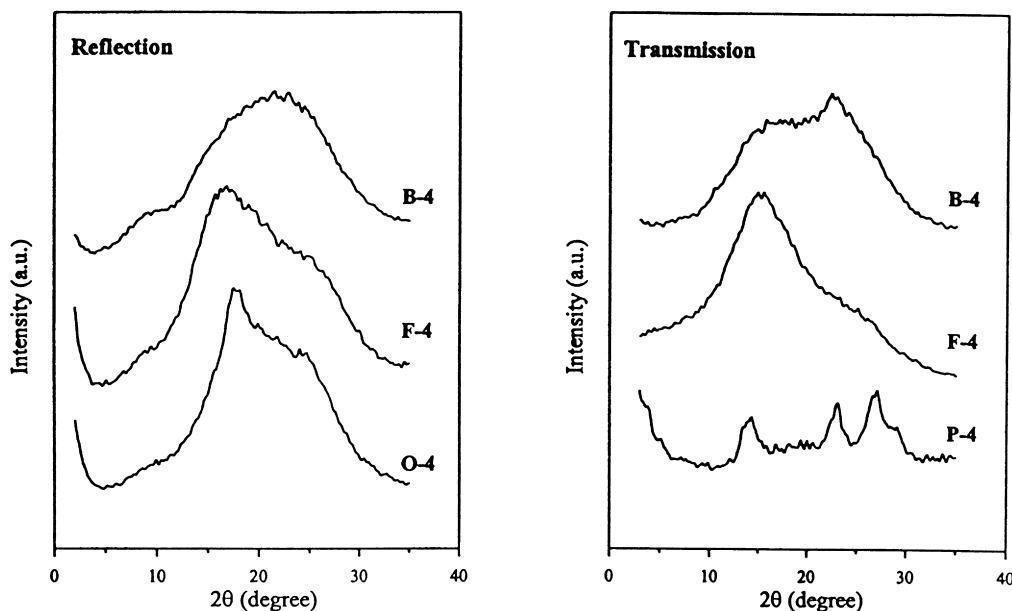 Reflection
B-4
F-4
O-4
Intensity (a.u.)
0 10 20 30 40
2θ (degree)
Transmission
B-4
F-4
P-4
Intensity (a.u.)
0 10 20 30 40
2θ (degree)